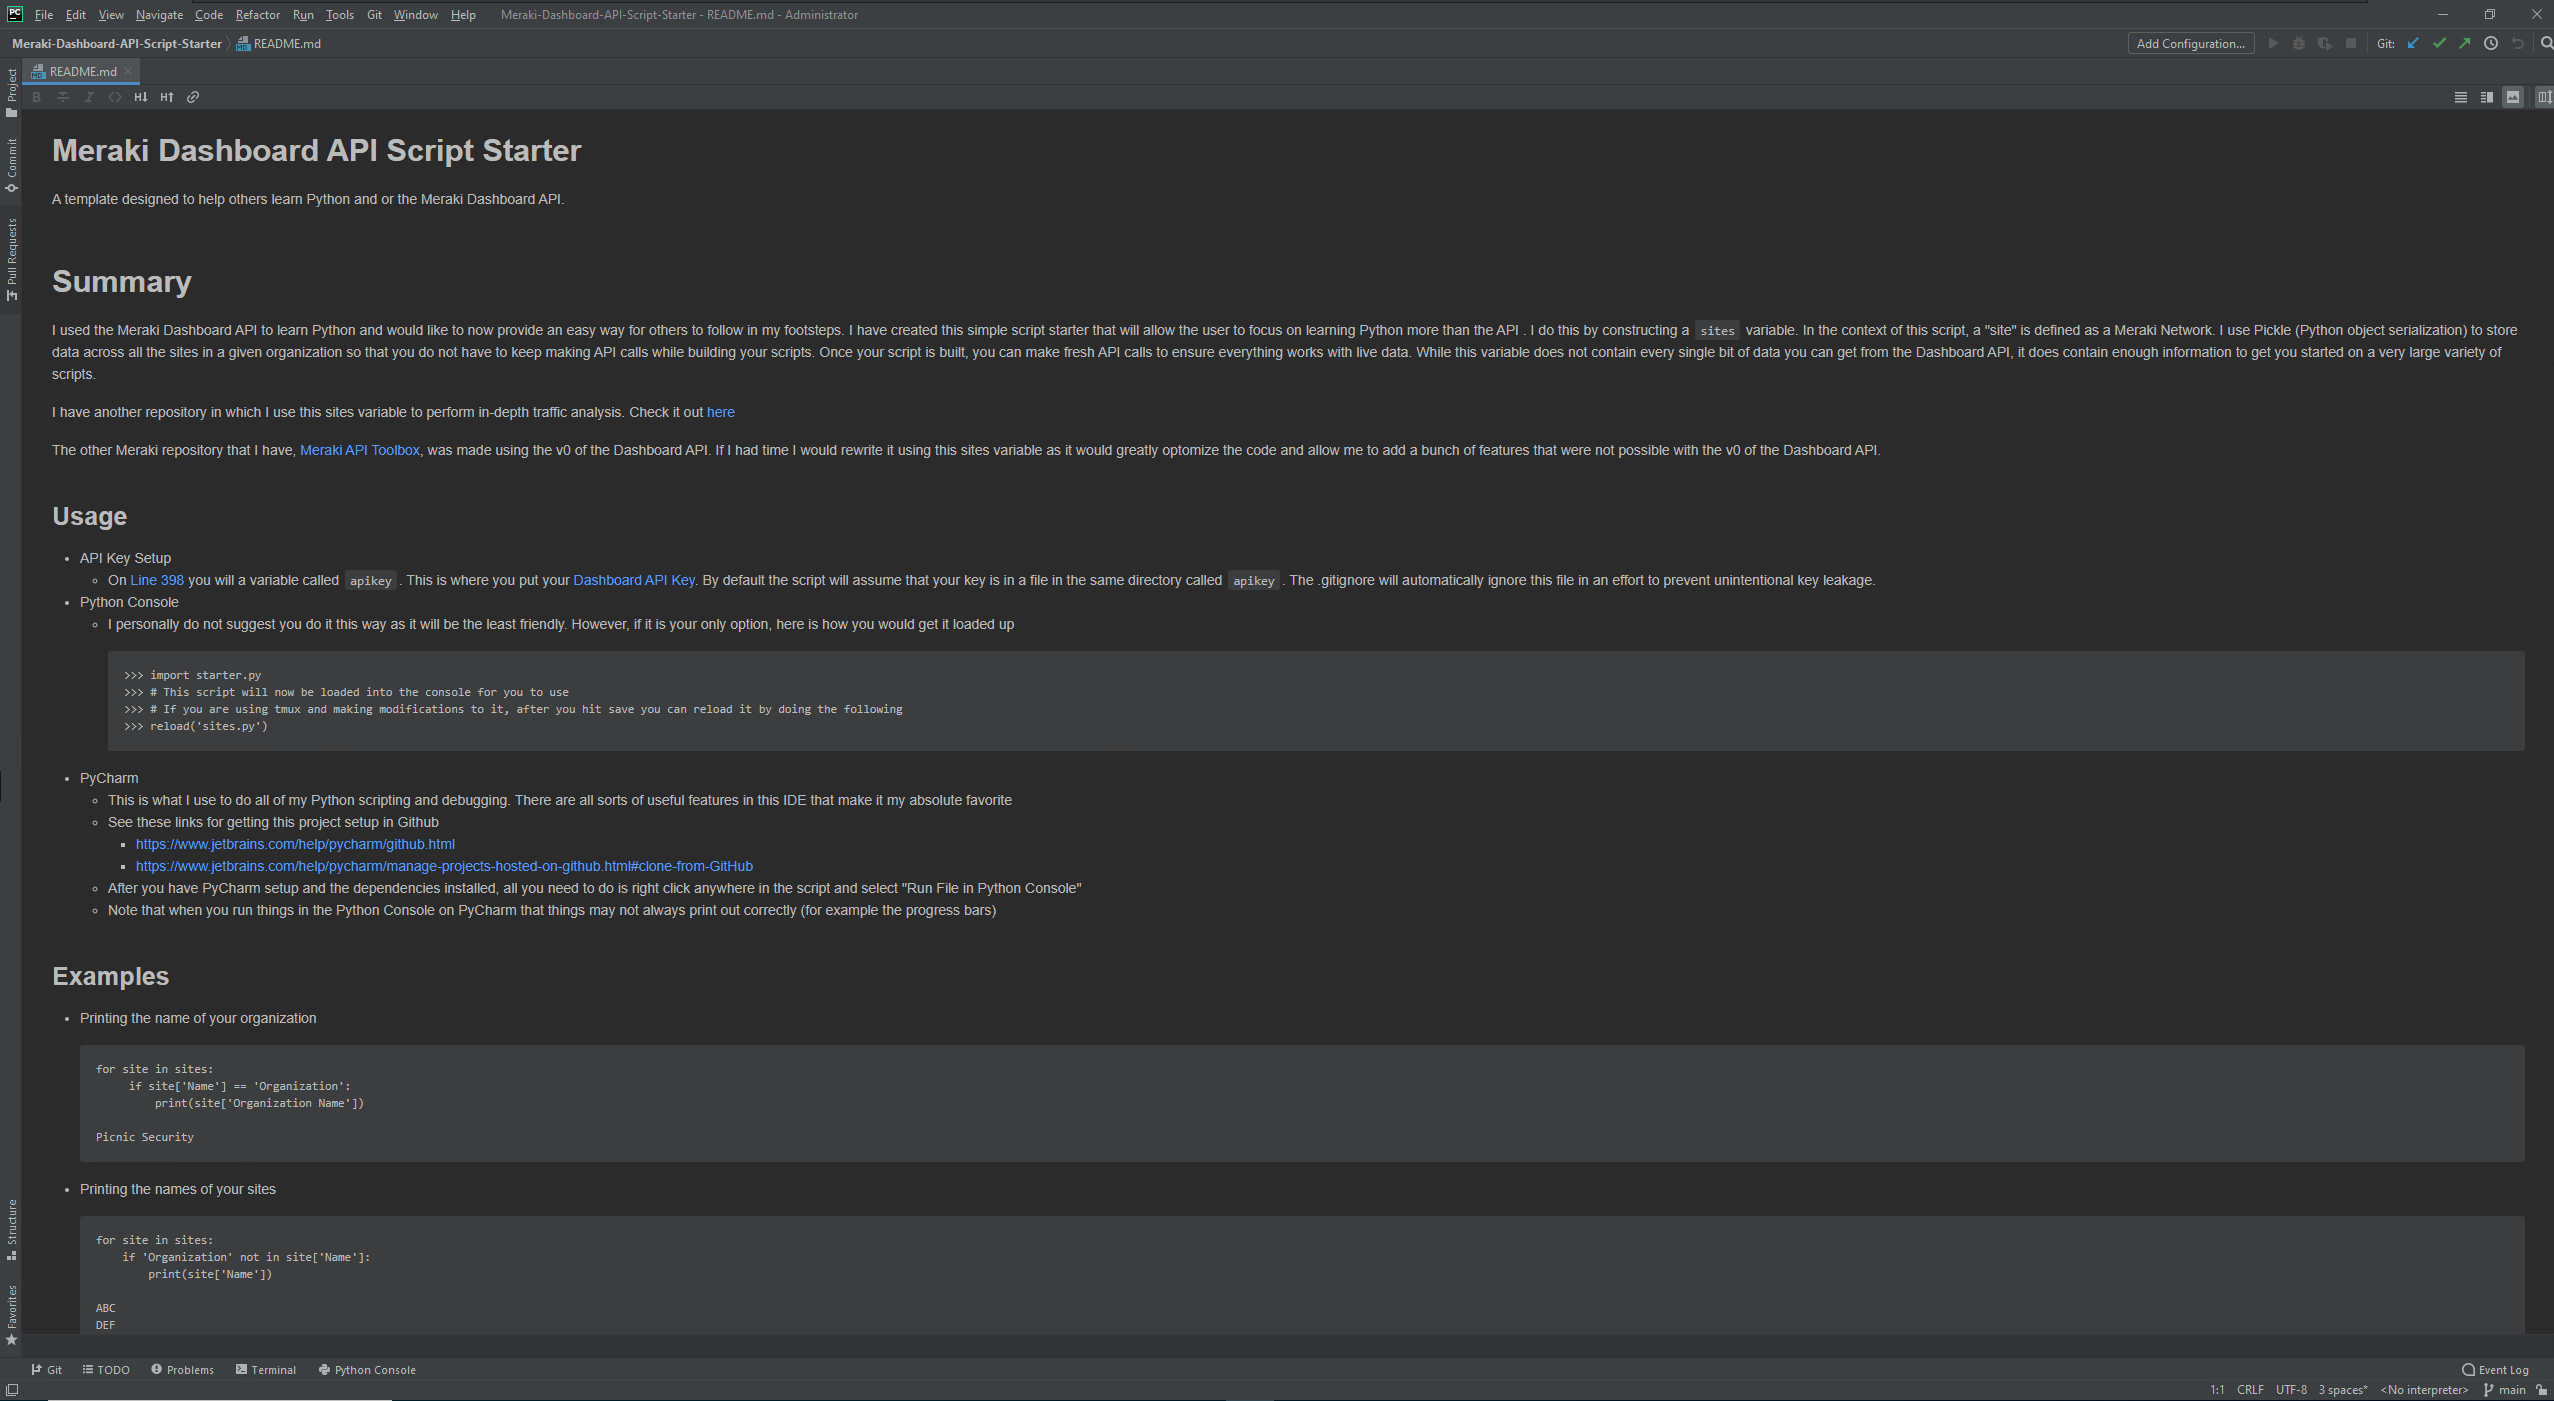 PC File Edit View Navigate Code Refactor Run Tools Git Window Help Meraki-Dashboard-API-Script-Starter - README.md - Administrator
Meraki-Dashboard-API-Script-Starter README.md Add Configuration... Git:
README.md
Project
Commit
Pull Requests
Structure
Favorites
Meraki Dashboard API Script Starter
A template designed to help others learn Python and or the Meraki Dashboard API.
Summary
I used the Meraki Dashboard API to learn Python and would like to now provide an easy way for others to follow in my footsteps. I have created this simple script starter that will allow the user to focus on learning Python more than the API . I do this by constructing a sites variable. In the context of this script, a "site" is defined as a Meraki Network. I use Pickle (Python object serialization) to store
data across all the sites in a given organization so that you do not have to keep making API calls while building your scripts. Once your script is built, you can make fresh API calls to ensure everything works with live data. While this variable does not contain every single bit of data you can get from the Dashboard API, it does contain enough information to get you started on a very large variety of
scripts.
I have another repository in which I use this sites variable to perform in-depth traffic analysis. Check it out here
The other Meraki repository that I have, Meraki API Toolbox, was made using the v0 of the Dashboard API. If I had time I would rewrite it using this sites variable as it would greatly optomize the code and allow me to add a bunch of features that were not possible with the v0 of the Dashboard API.
Usage
• API Key Setup
◦ On Line 398 you will a variable called apikey . This is where you put your Dashboard API Key. By default the script will assume that your key is in a file in the same directory called apikey . The .gitignore will automatically ignore this file in an effort to prevent unintentional key leakage.
• Python Console
◦ I personally do not suggest you do it this way as it will be the least friendly. However, if it is your only option, here is how you would get it loaded up
>>> import starter.py
>>> # This script will now be loaded into the console for you to use
>>> # If you are using tmux and making modifications to it, after you hit save you can reload it by doing the following
>>> reload('sites.py')
• PyCharm
◦ This is what I use to do all of my Python scripting and debugging. There are all sorts of useful features in this IDE that make it my absolute favorite
◦ See these links for getting this project setup in Github
▪ https://www.jetbrains.com/help/pycharm/github.html
▪ https://www.jetbrains.com/help/pycharm/manage-projects-hosted-on-github.html#clone-from-GitHub
◦ After you have PyCharm setup and the dependencies installed, all you need to do is right click anywhere in the script and select "Run File in Python Console"
◦ Note that when you run things in the Python Console on PyCharm that things may not always print out correctly (for example the progress bars)
Examples
• Printing the name of your organization
for site in sites:
     if site['Name'] == 'Organization':
         print(site['Organization Name'])
Picnic Security
• Printing the names of your sites
for site in sites:
    if 'Organization' not in site['Name']:
        print(site['Name'])
ABC
DEF
Git TODO Problems Terminal Python Console Event Log
1:1 CRLF UTF-8 3 spaces* <No interpreter> main